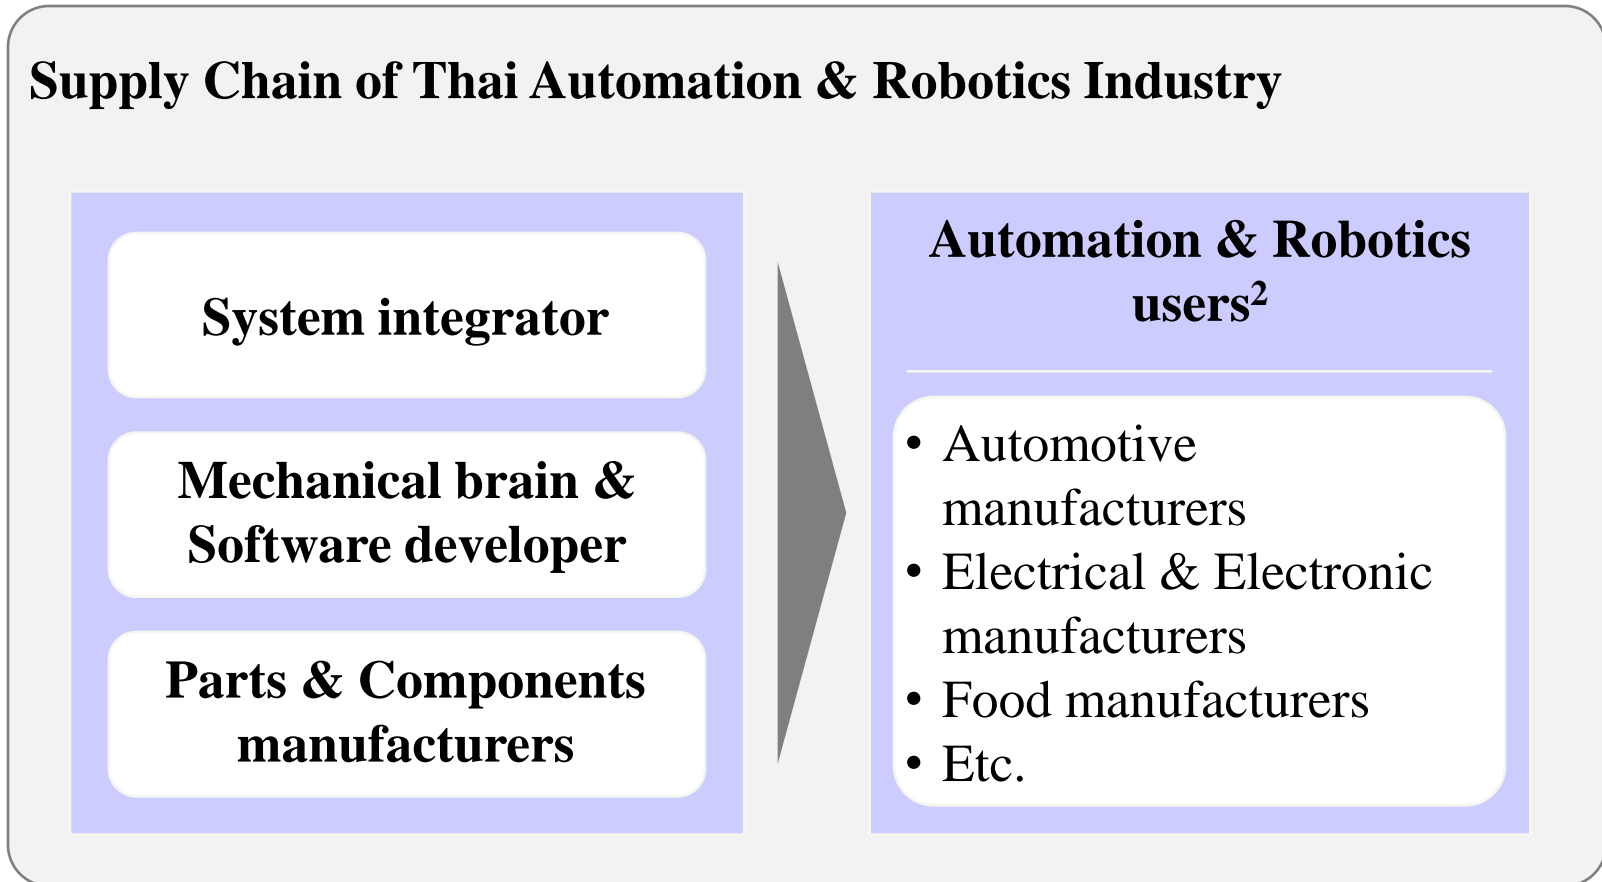 Supply Chain of Thai Automation & Robotics Industry
System integrator
Mechanical brain &
Software developer
Parts & Components
manufacturers
Automation & Robotics
users²
• Automotive
manufacturers
• Electrical & Electronic
manufacturers
• Food manufacturers
• Etc.